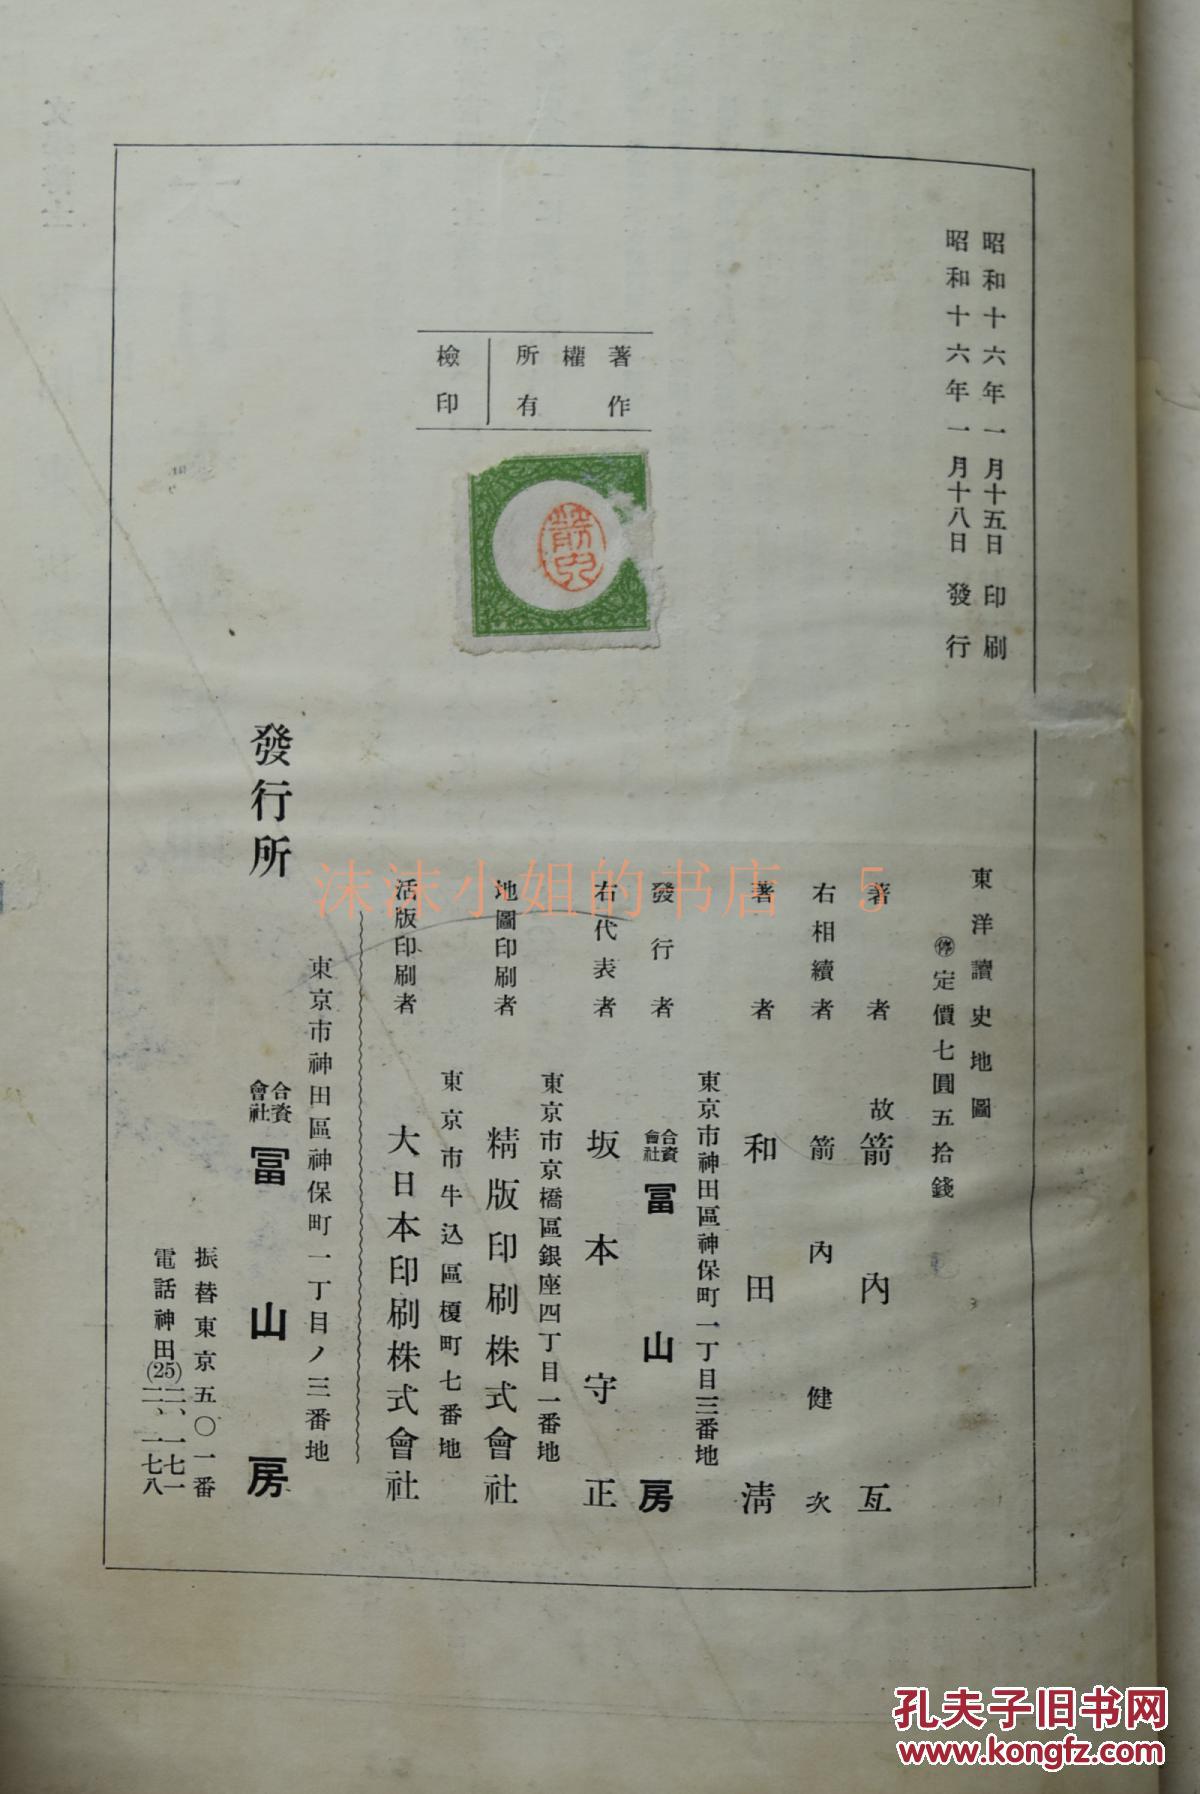 昭和十六年一月十五日印刷
昭和十六年一月十八日發行
著作權所有
檢印
箭內
東洋讀史地圖
停定價七圓五拾錢
著者 故箭內亙
右相續者 箭內健次
著者 和田淸
東京市神田區神保町一丁目三番地
發行者 合資會社 冨山房
右代表者 坂本守正
東京市京橋區銀座四丁目一番地
地圖印刷者 精版印刷株式會社
東京市牛込區榎町七番地
活版印刷者 大日本印刷株式會社
東京市神田區神保町一丁目ノ三番地
發行所 合資會社 冨山房
振替東京五〇一番
電話神田(25)二、一七一
二、一七八
沫沫小姐的书店 5
孔夫子旧书网
www.kongfz.com